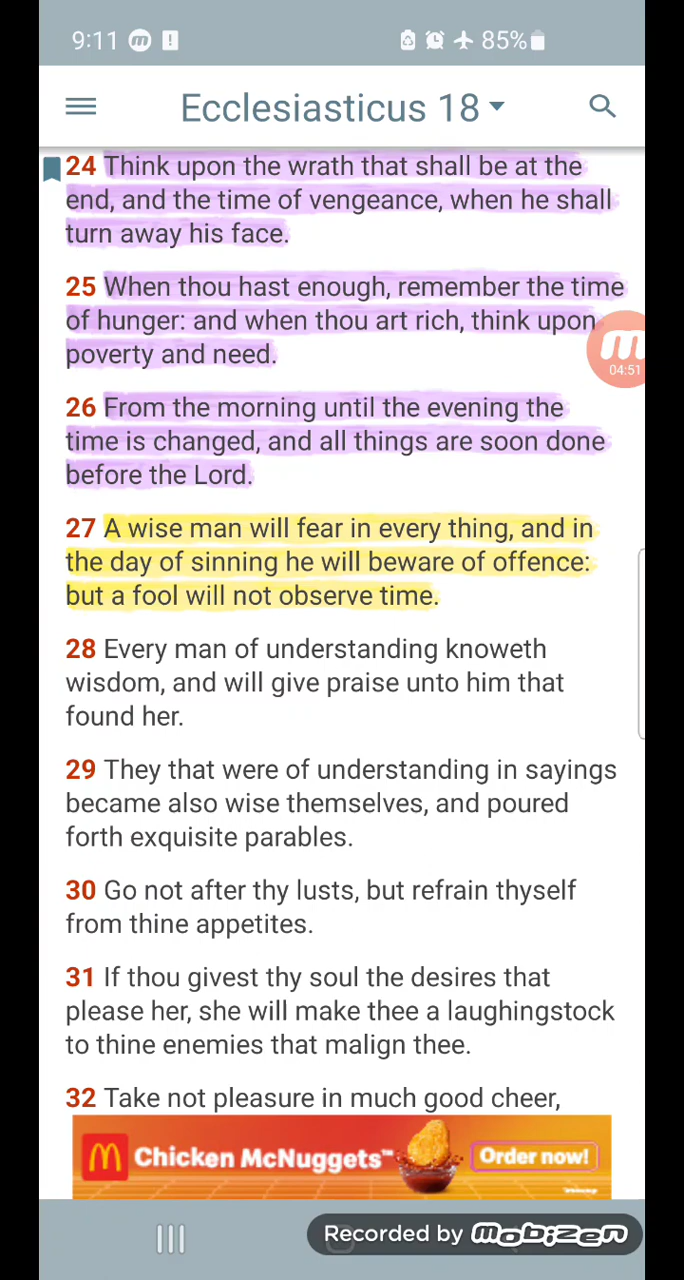 9:11 m ! 85%
Ecclesiasticus 18
24 Think upon the wrath that shall be at the
end, and the time of vengeance, when he shall
turn away his face.
25 When thou hast enough, remember the time
of hunger: and when thou art rich, think upon
poverty and need.
m
04:51
26 From the morning until the evening the
time is changed, and all things are soon done
before the Lord.
27 A wise man will fear in every thing, and in
the day of sinning he will beware of offence:
but a fool will not observe time.
28 Every man of understanding knoweth
wisdom, and will give praise unto him that
found her.
29 They that were of understanding in sayings
became also wise themselves, and poured
forth exquisite parables.
30 Go not after thy lusts, but refrain thyself
from thine appetites.
31 If thou givest thy soul the desires that
please her, she will make thee a laughingstock
to thine enemies that malign thee.
32 Take not pleasure in much good cheer,
m Chicken McNuggets™ Order now!
Recorded by mobizen